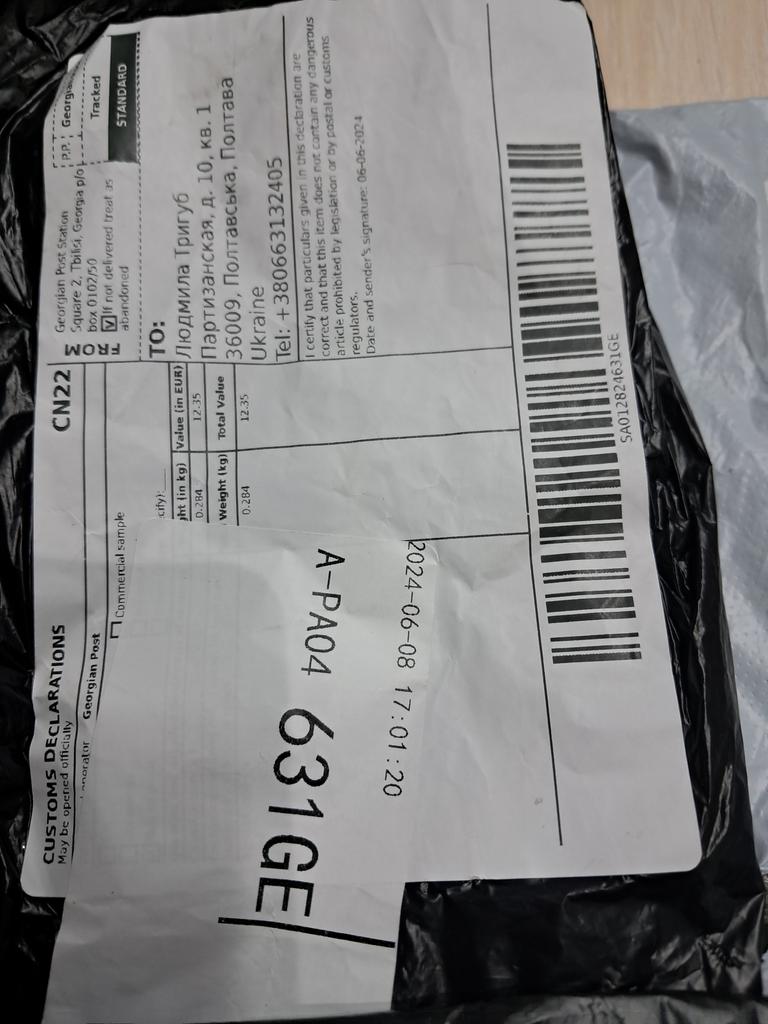 CUSTOMS DECLARATIONS
May be opened officially
CN22
Georgian Post
Commercial sample
Value (in EUR)
0.284
12.35
Weight (kg)
Total Value
0.284
12.35
FROM
Georgian Post Station
Square 2, Tbilisi, Georgia p/o
box 0102/50
If not delivered treat as
abandoned
P.P.
Georgia
Tracked
STANDARD
TO:
Людмила Тригуб
Партизанская, д. 10, кв. 1
36009, Полтавська, Полтава
Ukraine
Tel: +380663132405
I certify that particulars given in this declaration are
correct and that this item does not contain any dangerous
article prohibited by legislation or by postal or customs
regulators.
Date and sender's signature: 06-06-2024
SA012824631GE
2024-06-08 17:01:20
A-PA04
631GE/